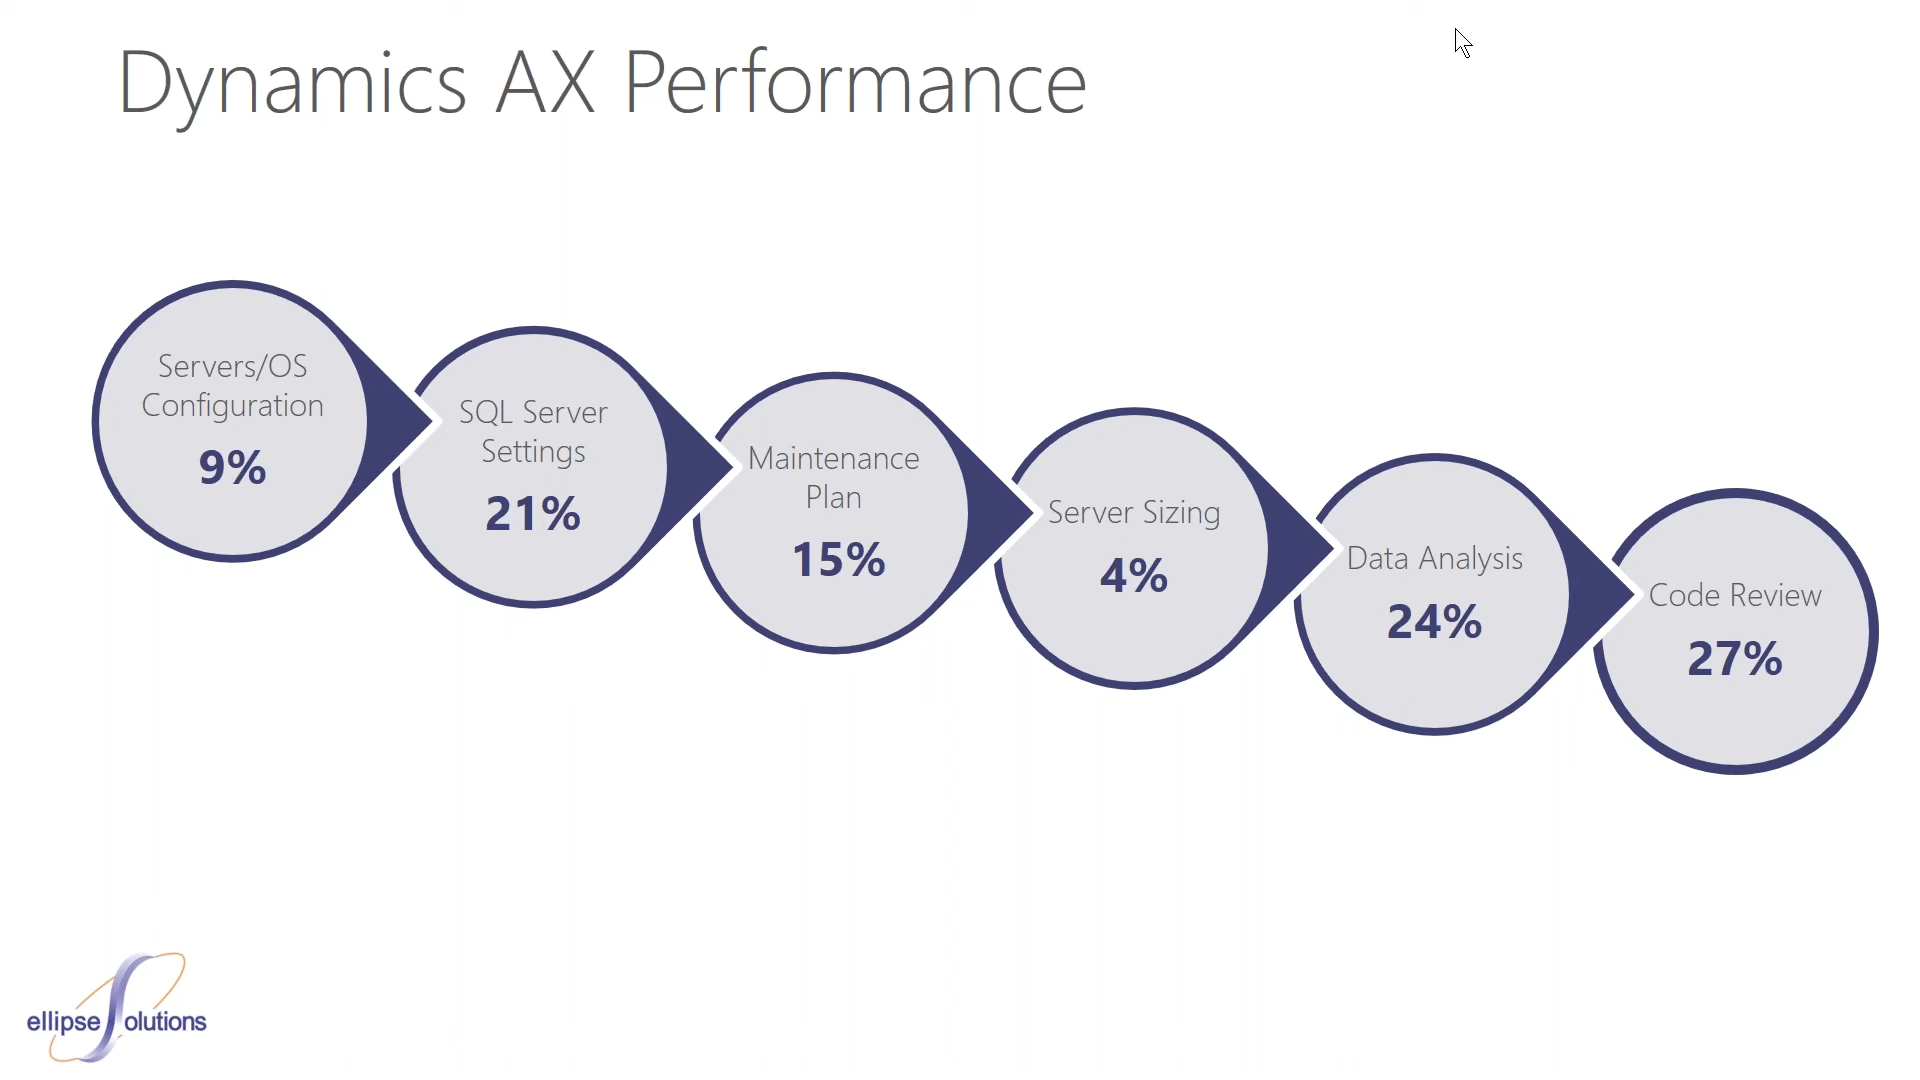 Dynamics AX Performance
Servers/OS
Configuration
9%
SQL Server
Settings
21%
Maintenance
Plan
15%
Server Sizing
4%
Data Analysis
24%
Code Review
27%
ellipse Solutions